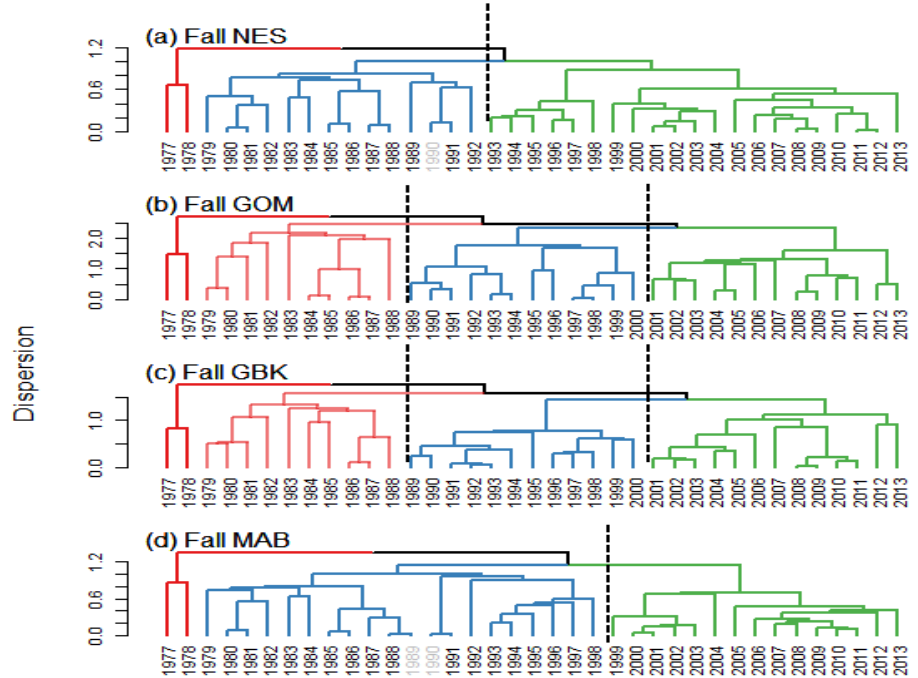 Dispersion
(a) Fall NES
1.2
0.6
0.0
1977 1978 1979 1980 1981 1982 1983 1984 1985 1986 1987 1988 1989 1990 1991 1992 1993 1994 1995 1996 1997 1998 1999 2000 2001 2002 2003 2004 2005 2006 2007 2008 2009 2010 2011 2012 2013
(b) Fall GOM
2.0
1.0
0.0
1977 1978 1979 1980 1981 1982 1983 1984 1985 1986 1987 1988 1989 1990 1991 1992 1993 1994 1995 1996 1997 1998 1999 2000 2001 2002 2003 2004 2005 2006 2007 2008 2009 2010 2011 2012 2013
(c) Fall GBK
1.0
0.0
1977 1978 1979 1980 1981 1982 1983 1984 1985 1986 1987 1988 1989 1990 1991 1992 1993 1994 1995 1996 1997 1998 1999 2000 2001 2002 2003 2004 2005 2006 2007 2008 2009 2010 2011 2012 2013
(d) Fall MAB
1.2
0.6
0.0
1977 1978 1979 1980 1981 1982 1983 1984 1985 1986 1987 1988 1989 1990 1991 1992 1993 1994 1995 1996 1997 1998 1999 2000 2001 2002 2003 2004 2005 2006 2007 2008 2009 2010 2011 2012 2013